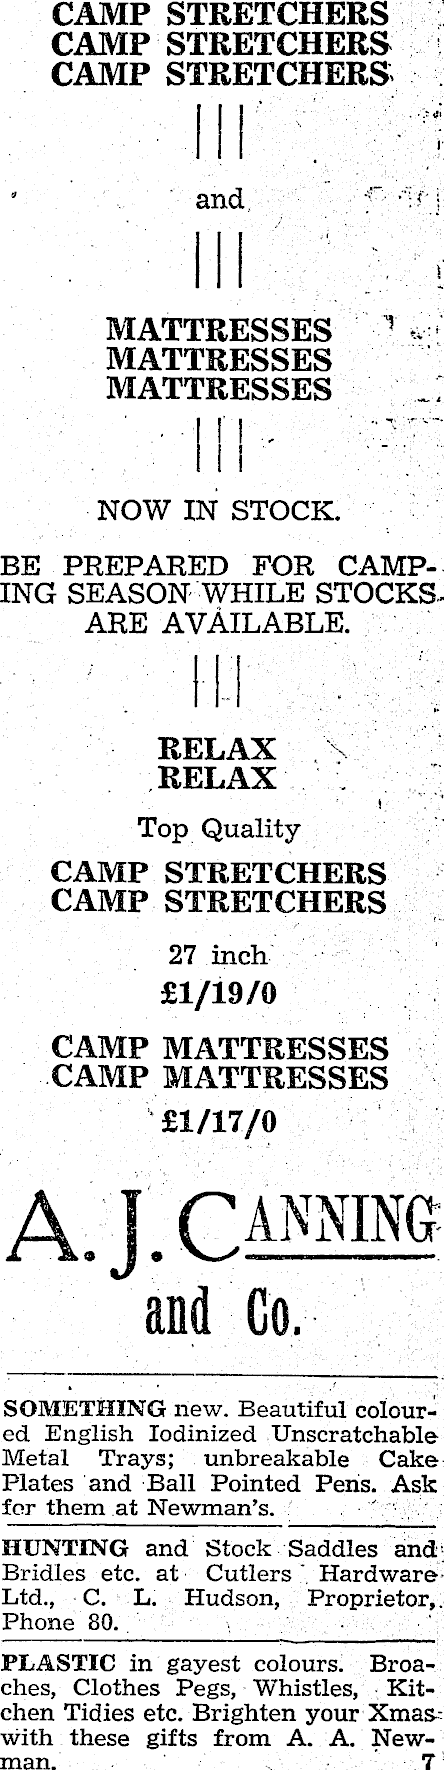 CAMP STRETCHERS
CAMP STRETCHERS
CAMP STRETCHERS
and
MATTRESSES
MATTRESSES
MATTRESSES
NOW IN STOCK.
BE PREPARED FOR CAMP-
ING SEASON WHILE STOCKS
ARE AVAILABLE.
RELAX
RELAX
Top Quality
CAMP STRETCHERS
CAMP STRETCHERS
27 inch
£1/19/0
CAMP MATTRESSES
CAMP MATTRESSES
£1/17/0
A. J. CANNING
and Co.
SOMETHING new. Beautiful colour-
ed English Iodinized Unscratchable
Metal Trays; unbreakable Cake
Plates and Ball Pointed Pens. Ask
for them at Newman's.
HUNTING and Stock Saddles and
Bridles etc. at Cutlers Hardware
Ltd., C. L. Hudson, Proprietor,
Phone 80.
PLASTIC in gayest colours. Broa-
ches, Clothes Pegs, Whistles, Kit-
chen Tidies etc. Brighten your Xmas
with these gifts from A. A. New-
man. 7